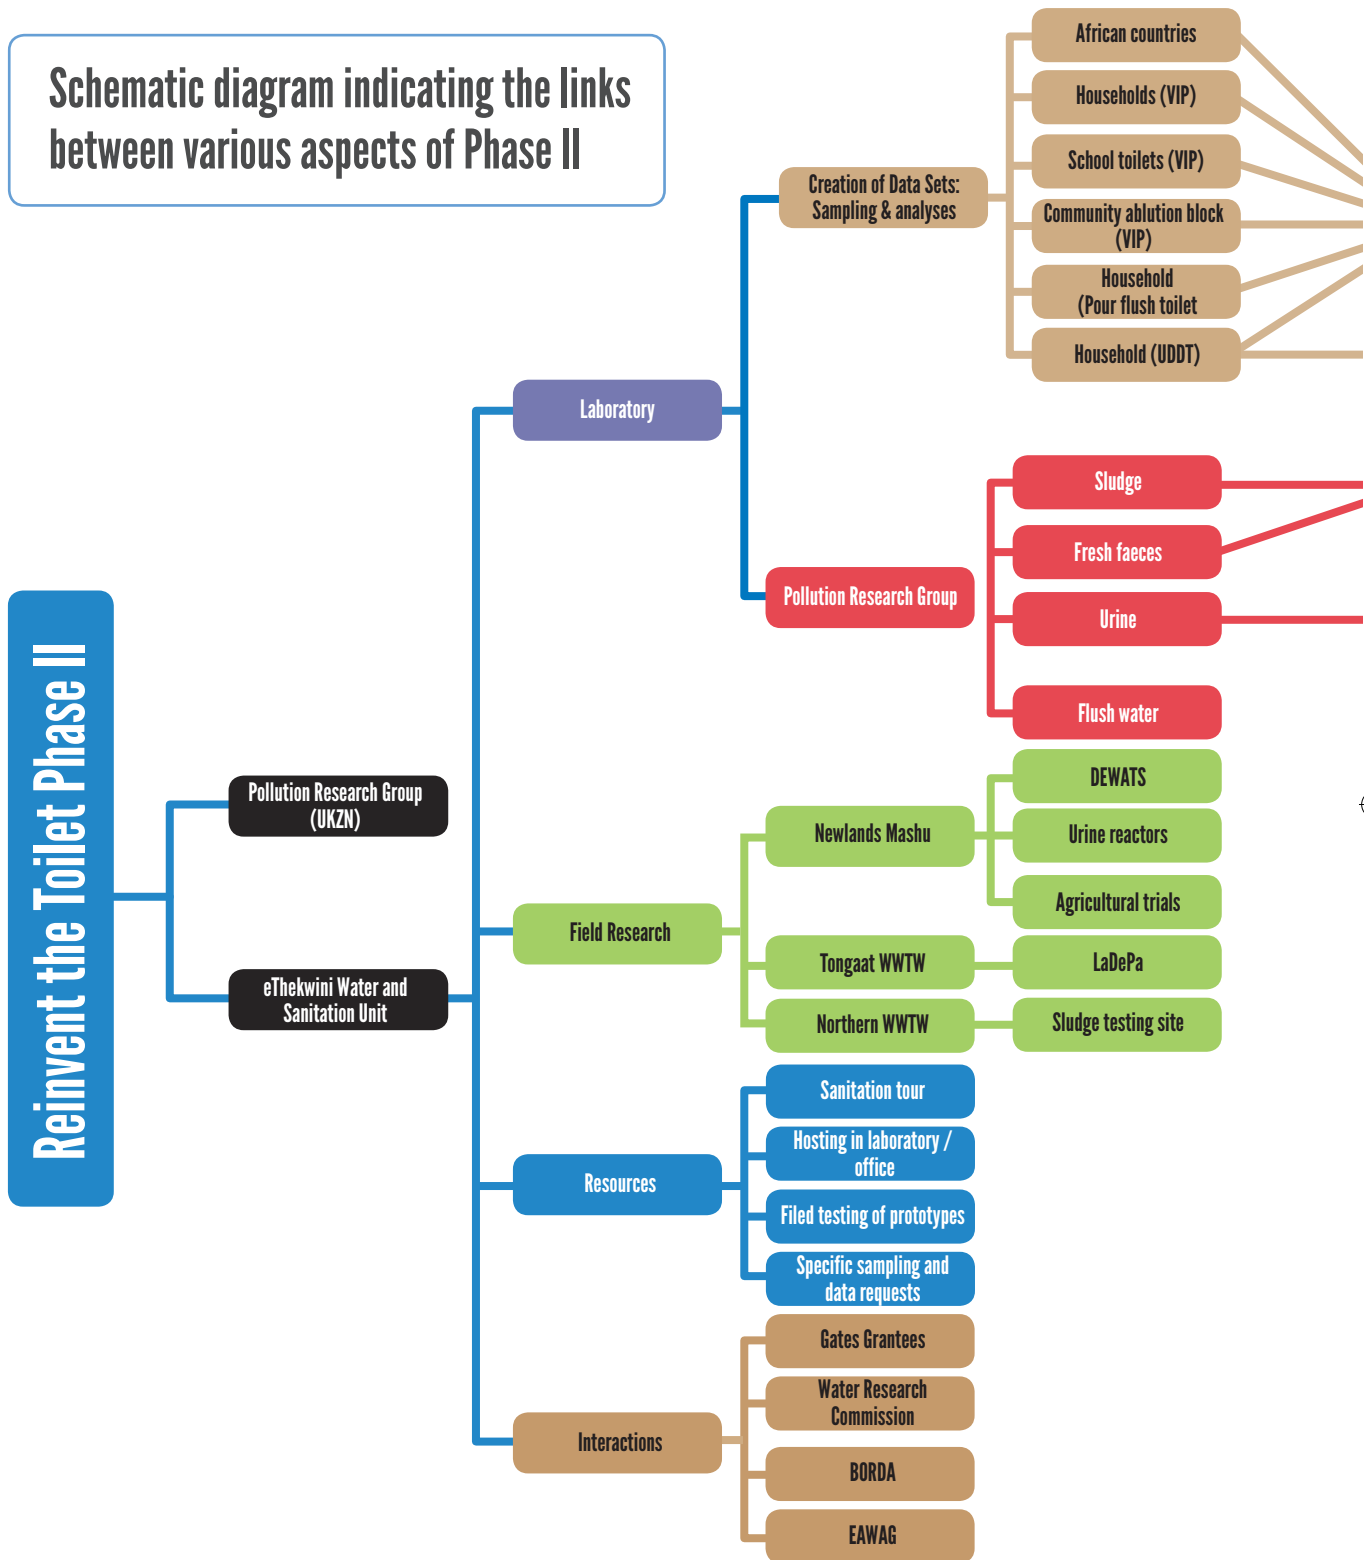 Schematic diagram indicating the links
between various aspects of Phase II
Reinvent the Toilet Phase II
Pollution Research Group
(UKZN)
eThekwini Water and
Sanitation Unit
Laboratory
Creation of Data Sets:
Sampling & analyses
African countries
Households (VIP)
School toilets (VIP)
Community ablution block
(VIP)
Household
(Pour flush toilet
Household (UDDT)
Pollution Research Group
Sludge
Fresh faeces
Urine
Flush water
Field Research
Newlands Mashu
DEWATS
Urine reactors
Agricultural trials
Tongaat WWTW
LaDePa
Northern WWTW
Sludge testing site
Resources
Sanitation tour
Hosting in laboratory /
office
Filed testing of prototypes
Specific sampling and
data requests
Interactions
Gates Grantees
Water Research
Commission
BORDA
EAWAG